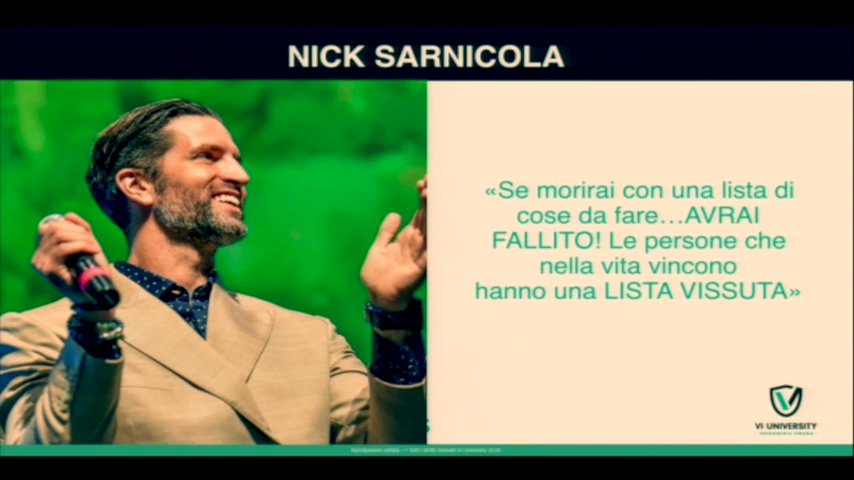 NICK SARNICOLA
«Se morirai con una lista di
cose da fare...AVRAI
FALLITO! Le persone che
nella vita vincono
hanno una LISTA VISSUTA»
VI UNIVERSITY